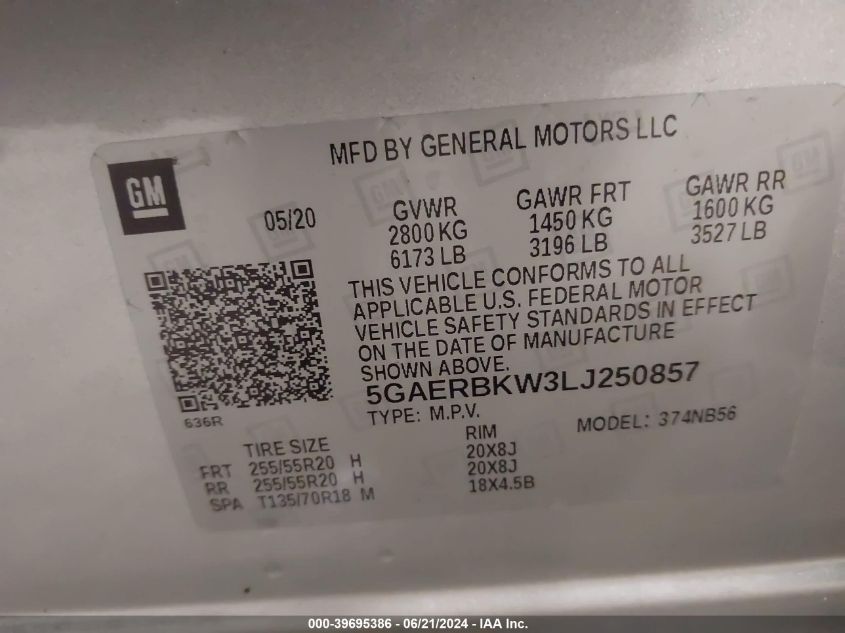 MFD BY GENERAL MOTORS LLC
GM
05/20
GVWR GAWR FRT GAWR RR
2800 KG 1450 KG 1600 KG
6173 LB 3196 LB 3527 LB
THIS VEHICLE CONFORMS TO ALL
APPLICABLE U.S. FEDERAL MOTOR
VEHICLE SAFETY STANDARDS IN EFFECT
ON THE DATE OF MANUFACTURE
SHOWN ABOVE.
5GAERBKW3LJ250857
TYPE: M.P.V. MODEL: 374NB56
636R
TIRE SIZE RIM
FRT 255/55R20 H 20X8J
RR 255/55R20 H 20X8J
SPA T135/70R18 M 18X4.5B
000-39695386 - 06/21/2024 - IAAI Inc.